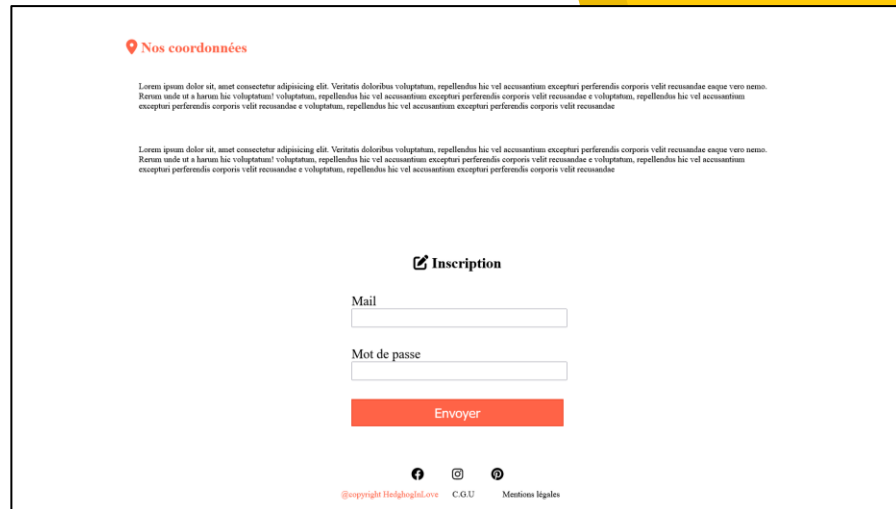 Nos coordonnées
Lorem ipsum dolor sit, amet consectetur adipisicing elit. Veritatis doloribus voluptatum, repellendus hic vel accusantium excepturi perferendis corporis velit recusandae eaque vero nemo.
Rerum unde ut a harum hic voluptatum! voluptatum, repellendus hic vel accusantium excepturi perferendis corporis velit recusandae e voluptatum, repellendus hic vel accusantium
excepturi perferendis corporis velit recusandae e voluptatum, repellendus hic vel accusantium excepturi perferendis corporis velit recusandae
Lorem ipsum dolor sit, amet consectetur adipisicing elit. Veritatis doloribus voluptatum, repellendus hic vel accusantium excepturi perferendis corporis velit recusandae eaque vero nemo.
Rerum unde ut a harum hic voluptatum! voluptatum, repellendus hic vel accusantium excepturi perferendis corporis velit recusandae e voluptatum, repellendus hic vel accusantium
excepturi perferendis corporis velit recusandae e voluptatum, repellendus hic vel accusantium excepturi perferendis corporis velit recusandae
Inscription
Mail
Mot de passe
Envoyer
@copyright HedghogInLove C.G.U Mentions légales